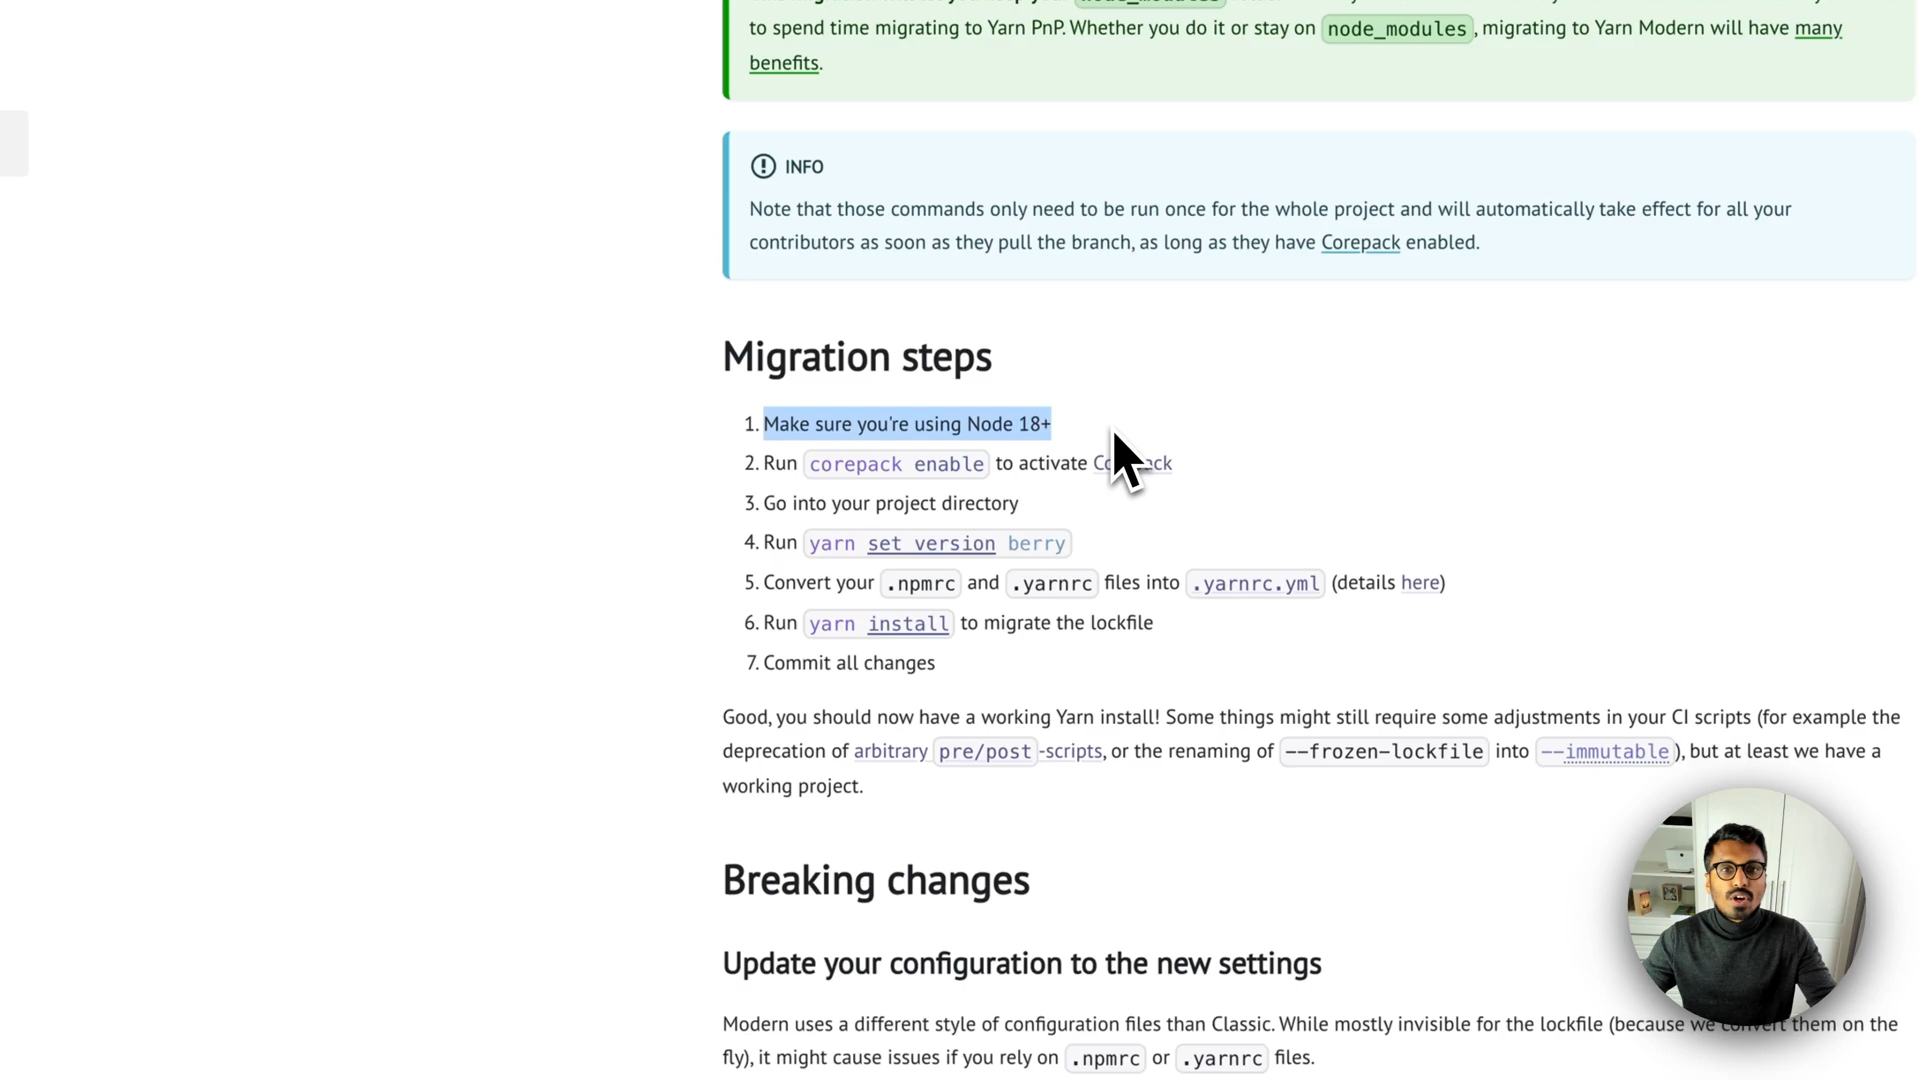 to spend time migrating to Yarn PnP. Whether you do it or stay on node_modules, migrating to Yarn Modern will have many
benefits.
INFO
Note that those commands only need to be run once for the whole project and will automatically take effect for all your
contributors as soon as they pull the branch, as long as they have Corepack enabled.
Migration steps
1. Make sure you're using Node 18+
2. Run corepack enable to activate
3. Go into your project directory
4. Run yarn set version berry
5. Convert your .npmrc and .yarnrc files into .yarnrc.yml (details here)
6. Run yarn install to migrate the lockfile
7. Commit all changes
Good, you should now have a working Yarn install! Some things might still require some adjustments in your CI scripts (for example the
deprecation of arbitrary pre/post-scripts, or the renaming of --frozen-lockfile into --immutable), but at least we have a
working project.
Breaking changes
Update your configuration to the new settings
Modern uses a different style of configuration files than Classic. While mostly invisible for the lockfile (because we convert them on the
fly), it might cause issues if you rely on .npmrc or .yarnrc files.